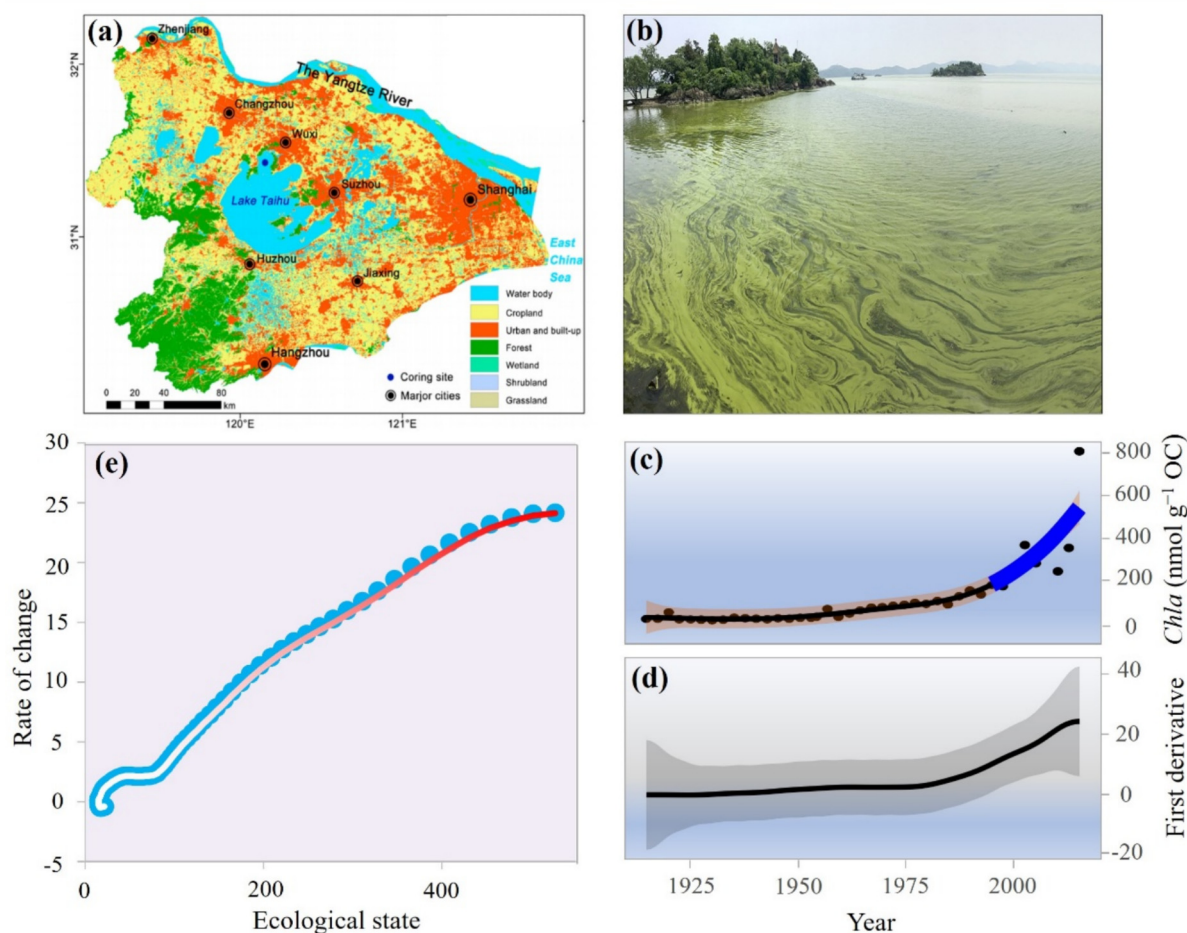 (a)
Zhenjiang
32°N
The Yangtze River
Changzhou
Wuxi
Suzhou
Shanghai
Lake Taihu
31°N
Huzhou
Jiaxing
East
China
Sea
Hangzhou
Water body
Cropland
Urban and built-up
Forest
Wetland
Shrubland
Grassland
Coring site
Marjor cities
0 20 40 60 80
km
120°E
121°E
(b)
(e)
30
25
20
15
10
5
0
-5
Rate of change
0
200
400
Ecological state
(c)
800
600
400
200
0
Chla (nmol g⁻¹ OC)
(d)
40
20
0
-20
First derivative
1925
1950
1975
2000
Year